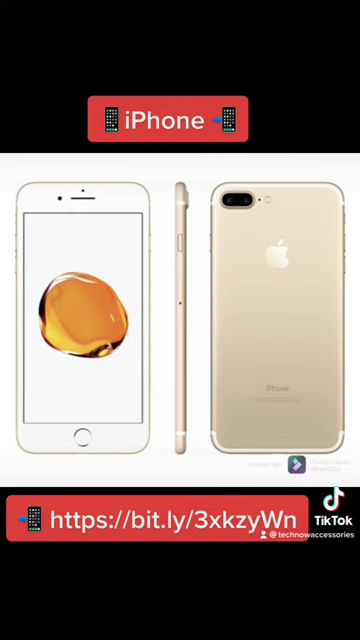 📱iPhone 📲
iPhone
📲 https://bit.ly/3xkzyWn
TikTok
@technowaccessories